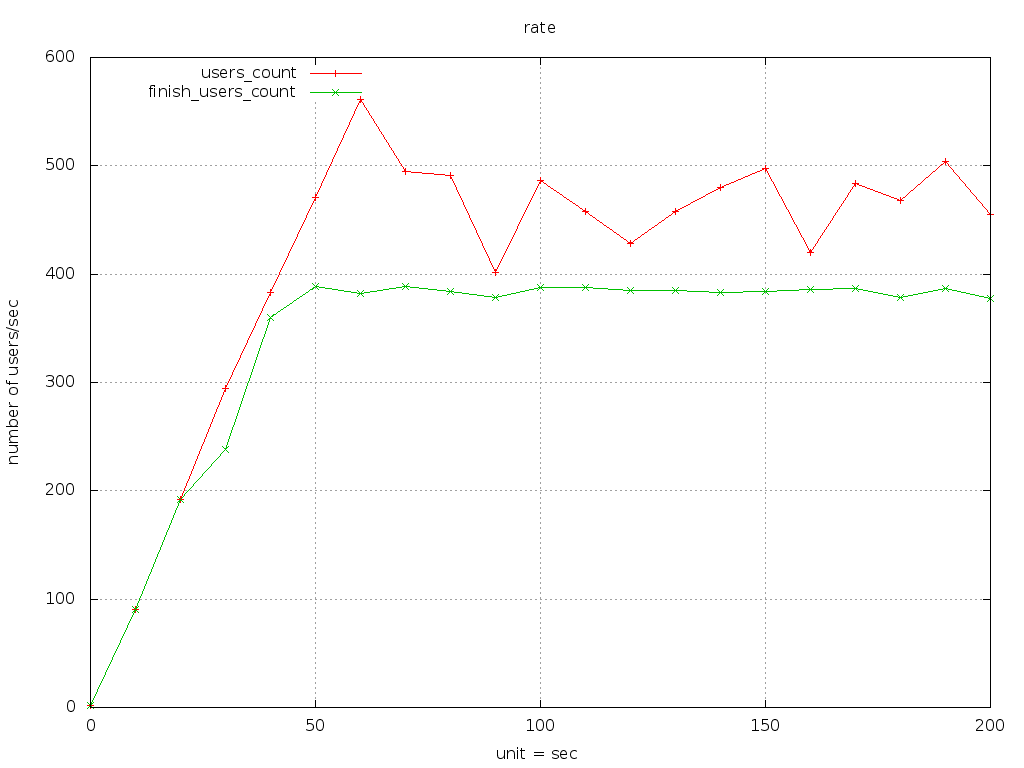 rate
users_count
finish_users_count
600
500
400
300
200
100
0
number of users/sec
0 50 100 150 200
unit = sec